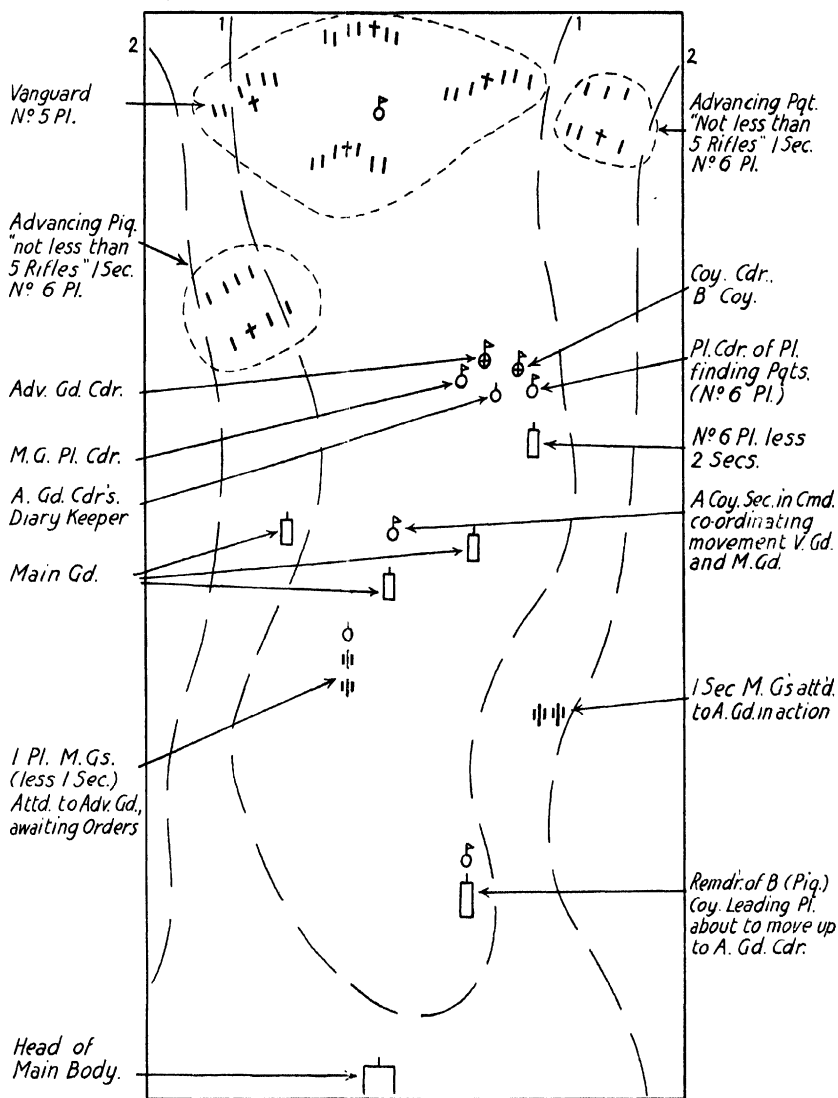 2
1
1
2
Vanguard
Nº 5 Pl.
Advancing Piq.
"not less than
5 Rifles" 1 Sec.
Nº 6 Pl.
Adv. Gd. Cdr.
M.G. Pl. Cdr.
A. Gd. Cdr's.
Diary Keeper
Main Gd.
1 Pl. M.Gs.
(less 1 Sec.)
Attd. to Adv. Gd.,
awaiting Orders
Head of
Main Body.
Advancing Pqt.
"Not less than
5 Rifles" 1 Sec.
Nº 6 Pl.
Coy. Cdr.,
B Coy.
Pl. Cdr. of Pl.
finding Pqts.
(Nº 6 Pl.)
Nº 6 Pl. less
2 Secs.
A Coy. Sec. in Cmd.
co-ordinating
movement V. Gd.
and M. Gd.
1 Sec M. G's attd.
to A. Gd. in action
Remdr. of B (Piq.)
Coy. Leading Pl.
about to move up
to A. Gd. Cdr.